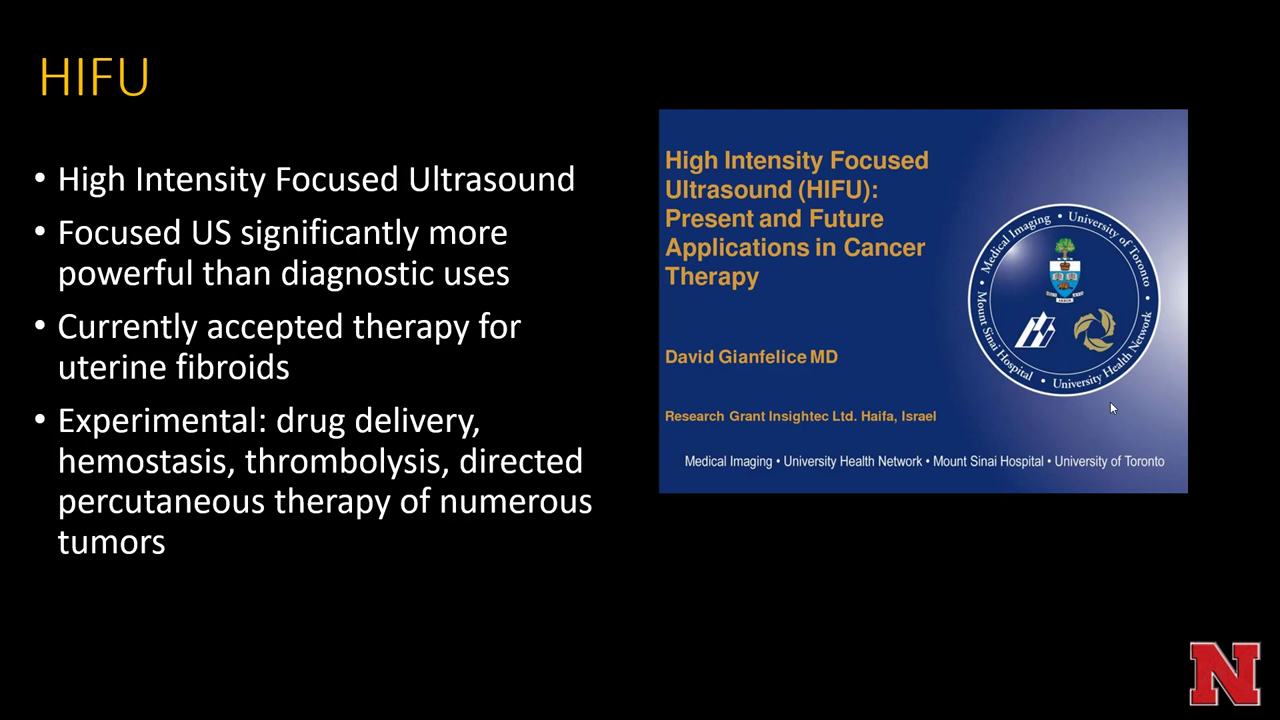 HIFU
• High Intensity Focused Ultrasound
• Focused US significantly more
powerful than diagnostic uses
• Currently accepted therapy for
uterine fibroids
• Experimental: drug delivery,
hemostasis, thrombolysis, directed
percutaneous therapy of numerous
tumors
High Intensity Focused
Ultrasound (HIFU):
Present and Future
Applications in Cancer
Therapy
David Gianfelice MD
Research Grant Insightec Ltd. Haifa, Israel
Medical Imaging • University of Toronto • University Health Network • Mount Sinai Hospital •
Medical Imaging • University Health Network • Mount Sinai Hospital • University of Toronto
N